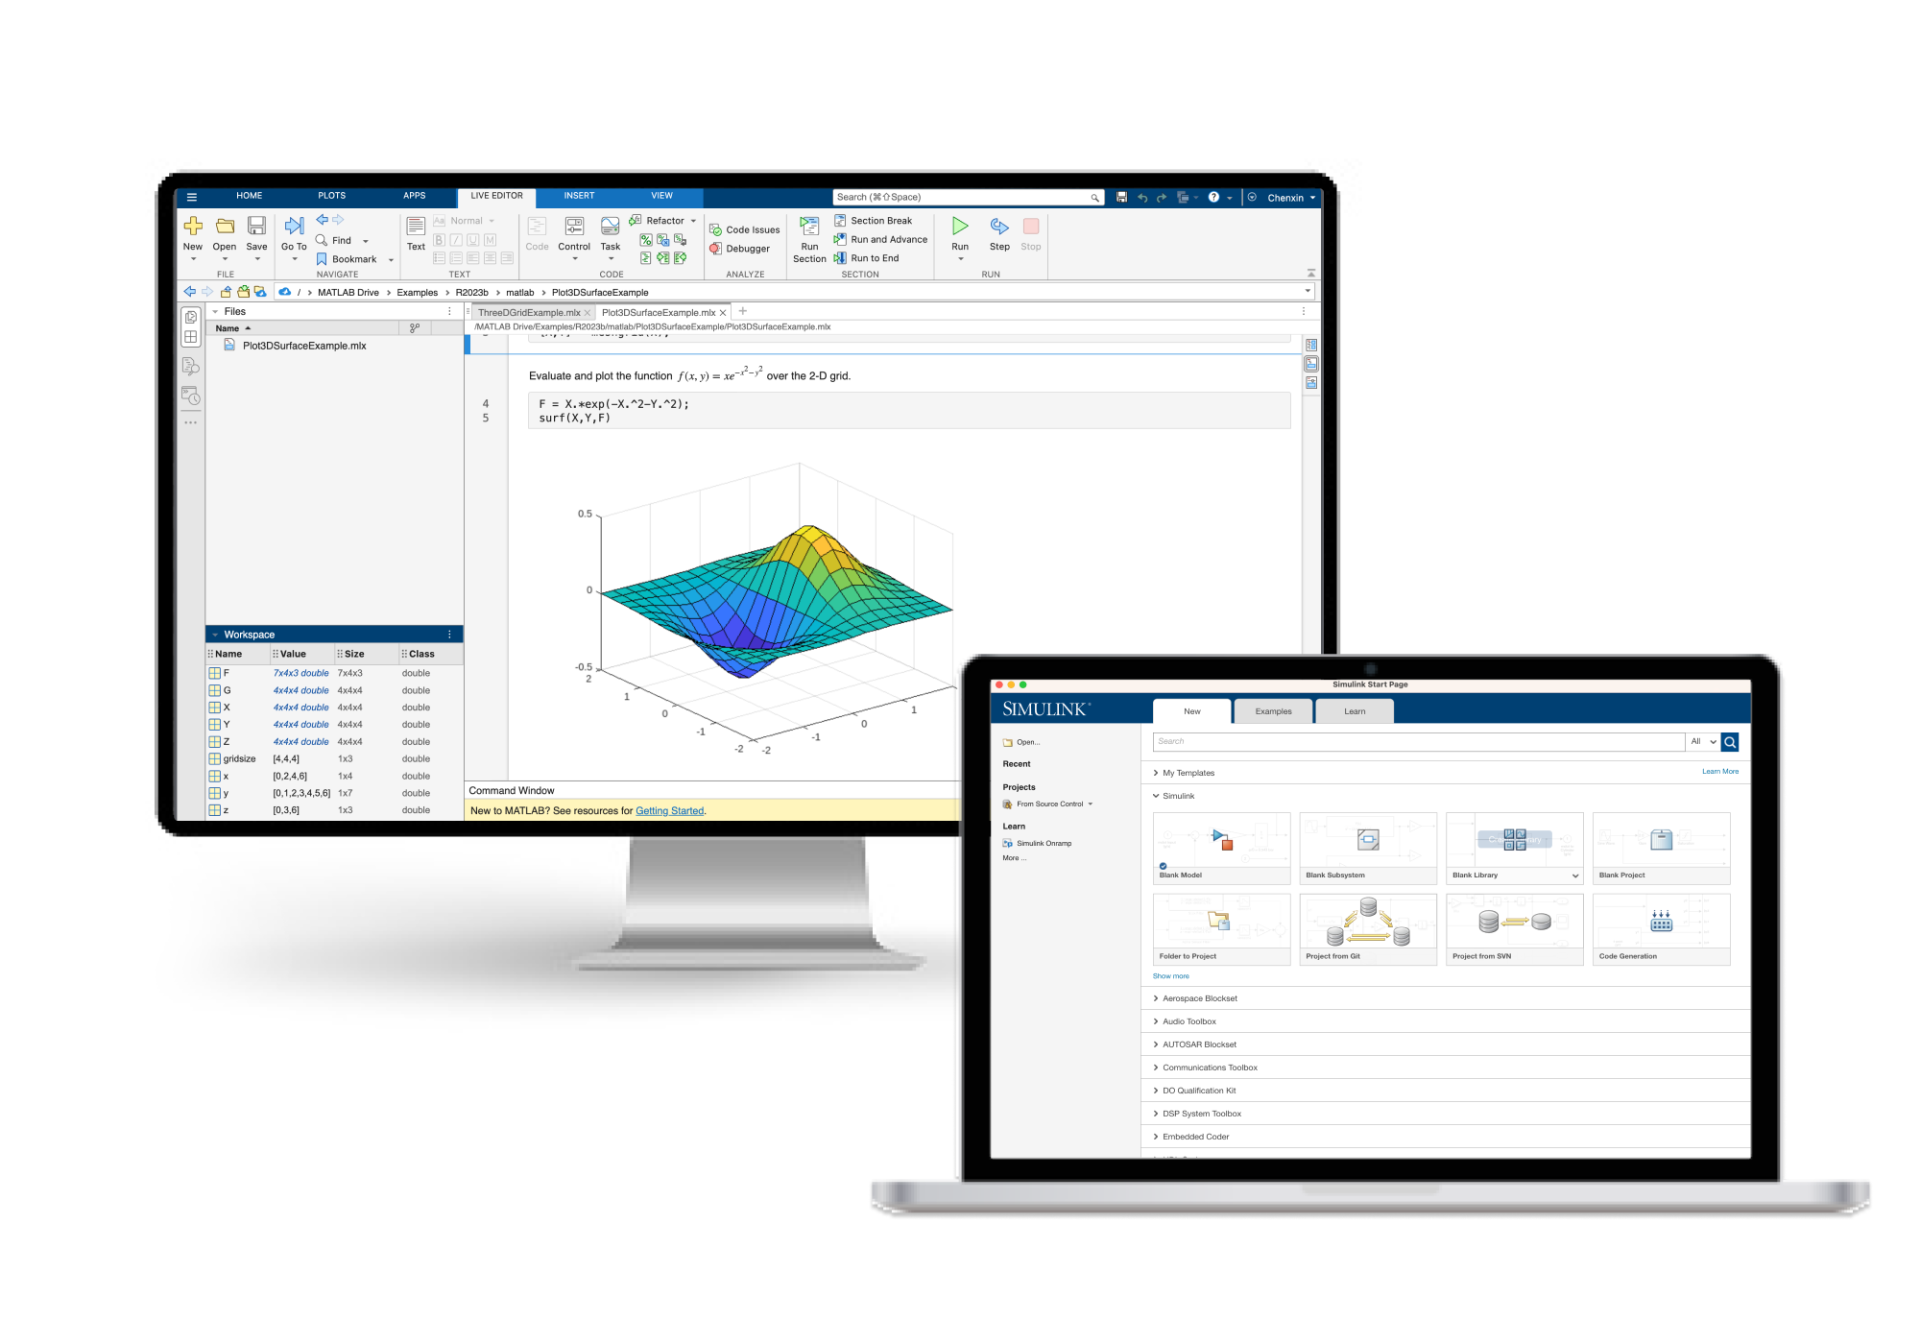 HOME PLOTS APPS LIVE EDITOR INSERT VIEW Search (⌘⇧Space) Chenxin
New Open Save Go To Find Bookmark Text Aa Normal B I U M Code Control Task Refactor Code Issues Debugger Run Section Section Break Run and Advance Run to End Run Step Stop
FILE NAVIGATE TEXT CODE ANALYZE SECTION RUN
/ > MATLAB Drive > Examples > R2023b > matlab > Plot3DSurfaceExample
Files
Name
Plot3DSurfaceExample.mlx
ThreeDGridExample.mlx × Plot3DSurfaceExample.mlx × +
/MATLAB Drive/Examples/R2023b/matlab/Plot3DSurfaceExample/Plot3DSurfaceExample.mlx
Evaluate and plot the function f(x, y) = xe^{-x^2-y^2} over the 2-D grid.
4 F = X.*exp(-X.^2-Y.^2);
5 surf(X,Y,F)
0.5
0
-0.5
2
1
0
-1
-2
-2
-1
0
1
Workspace
Name Value Size Class
F 7x4x3 double 7x4x3 double
G 4x4x4 double 4x4x4 double
X 4x4x4 double 4x4x4 double
Y 4x4x4 double 4x4x4 double
Z 4x4x4 double 4x4x4 double
gridsize [4,4,4] 1x3 double
x [0,2,4,6] 1x4 double
y [0,1,2,3,4,5,6] 1x7 double
z [0,3,6] 1x3 double
Command Window
New to MATLAB? See resources for Getting Started.
Simulink Start Page
SIMULINK®
New Examples Learn
Open...
Recent
Projects
From Source Control
Learn
Simulink Onramp
More ...
Search All
My Templates Learn More
Simulink
Blank Model Blank Subsystem Blank Library Blank Project
Folder to Project Project from Git Project from SVN Code Generation
Show more
Aerospace Blockset
Audio Toolbox
AUTOSAR Blockset
Communications Toolbox
DO Qualification Kit
DSP System Toolbox
Embedded Coder